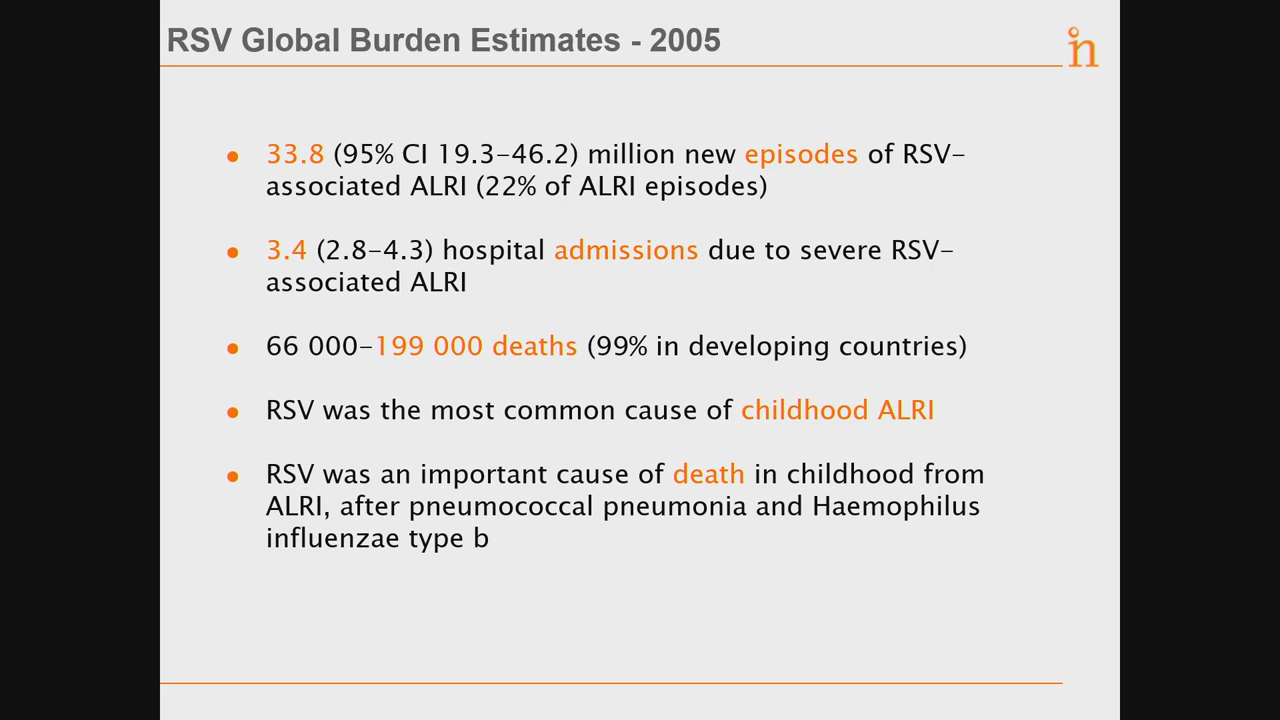 RSV Global Burden Estimates - 2005
in
• 33.8 (95% CI 19.3–46.2) million new episodes of RSV–
associated ALRI (22% of ALRI episodes)
• 3.4 (2.8–4.3) hospital admissions due to severe RSV–
associated ALRI
• 66 000–199 000 deaths (99% in developing countries)
• RSV was the most common cause of childhood ALRI
• RSV was an important cause of death in childhood from
ALRI, after pneumococcal pneumonia and Haemophilus
influenzae type b